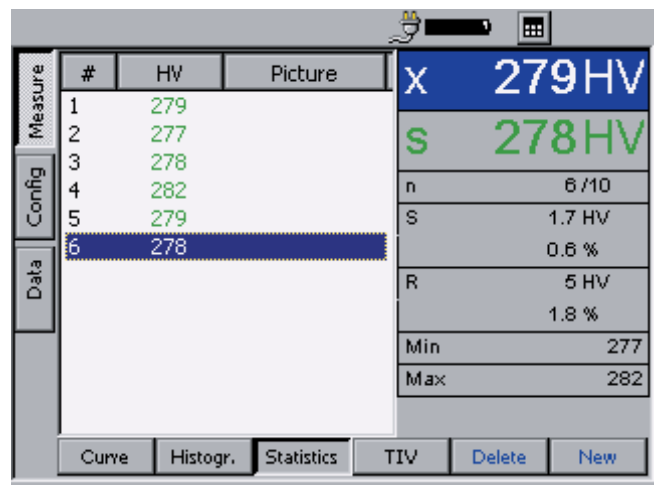 Measure
Config
Data
# HV Picture
1 279
2 277
3 278
4 282
5 279
6 278
x 279HV
s 278HV
n 6/10
S 1.7 HV
0.6 %
R 5 HV
1.8 %
Min 277
Max 282
Curve Histogr. Statistics TIV Delete New